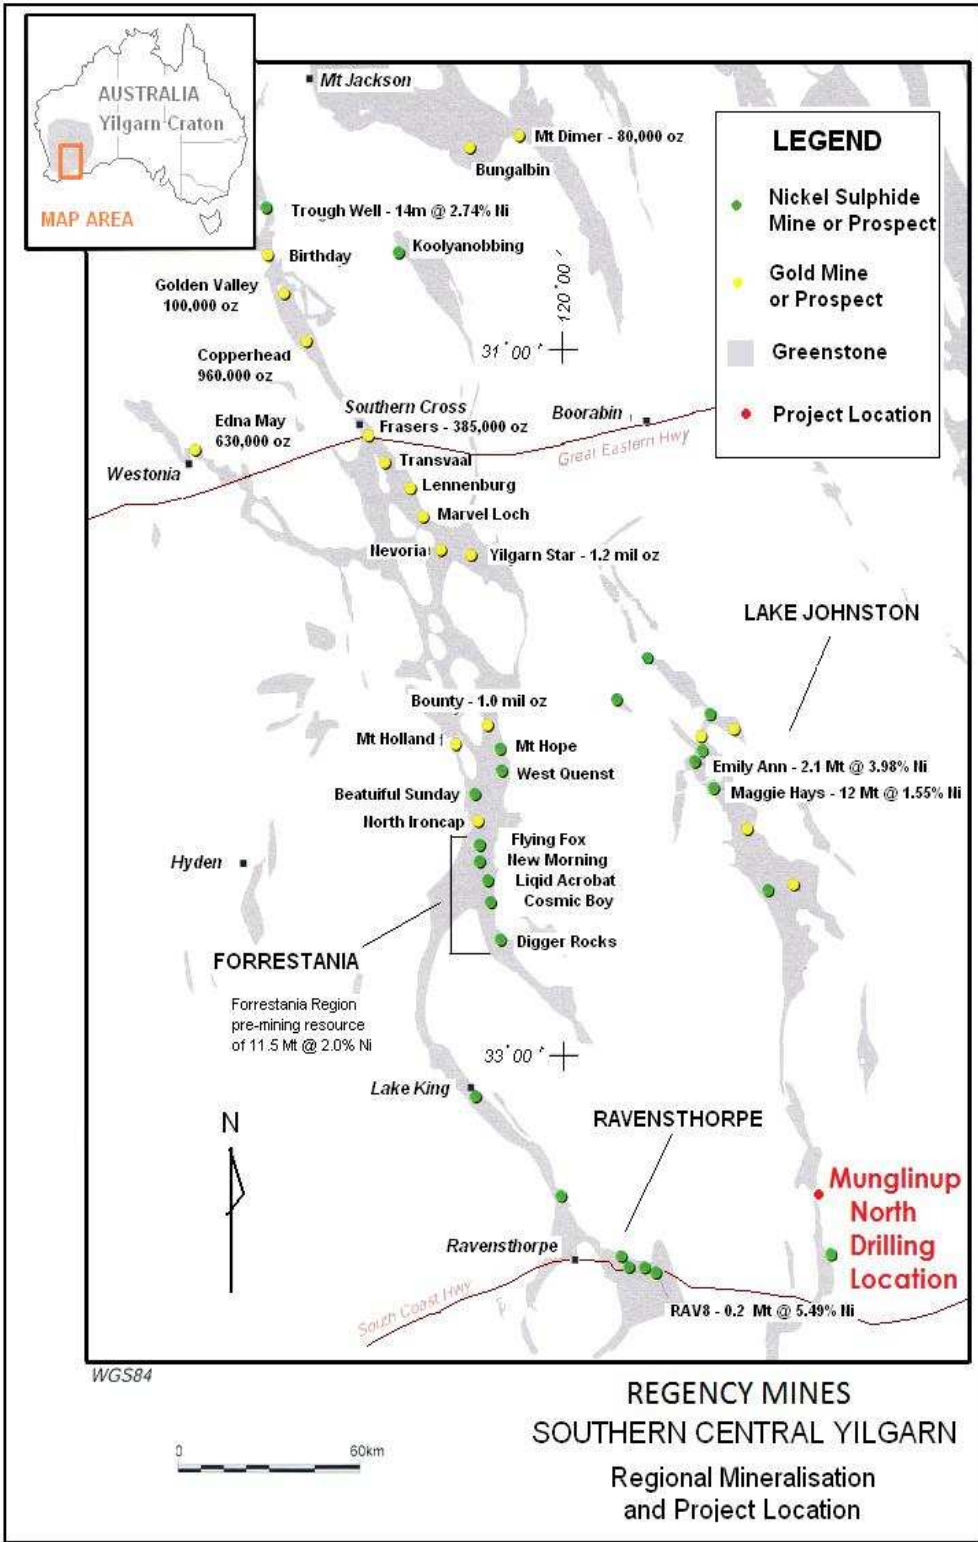 AUSTRALIA
Yilgarn Craton
MAP AREA
Mt Jackson
Mt Dimer - 80,000 oz
Bungalbin
LEGEND
Nickel Sulphide
Mine or Prospect
Gold Mine
or Prospect
Greenstone
Project Location
Trough Well - 14m @ 2.74% Ni
Koolyanobbing
Birthday
Golden Valley
100,000 oz
120°00'
31°00'
Copperhead
960.000 oz
Southern Cross
Frasers - 385,000 oz
Boorabin
Great Eastern Hwy
Edna May
630,000 oz
Westonia
Transvaal
Lennenburg
Marvel Loch
Nevoria
Yilgarn Star - 1.2 mil oz
LAKE JOHNSTON
Bounty - 1.0 mil oz
Mt Holland
Mt Hope
West Quenst
Emily Ann - 2.1 Mt @ 3.98% Ni
Maggie Hays - 12 Mt @ 1.55% Ni
Beatuiful Sunday
North Ironcap
Flying Fox
New Morning
Liqid Acrobat
Cosmic Boy
Digger Rocks
Hyden
FORRESTANIA
Forrestania Region
pre-mining resource
of 11.5 Mt @ 2.0% Ni
33°00'
Lake King
RAVENSTHORPE
N
Munglinup
North
Drilling
Location
Ravensthorpe
South Coast Hwy
RAV8 - 0.2 Mt @ 5.49% Ni
WGS84
0 60km
REGENCY MINES
SOUTHERN CENTRAL YILGARN
Regional Mineralisation
and Project Location